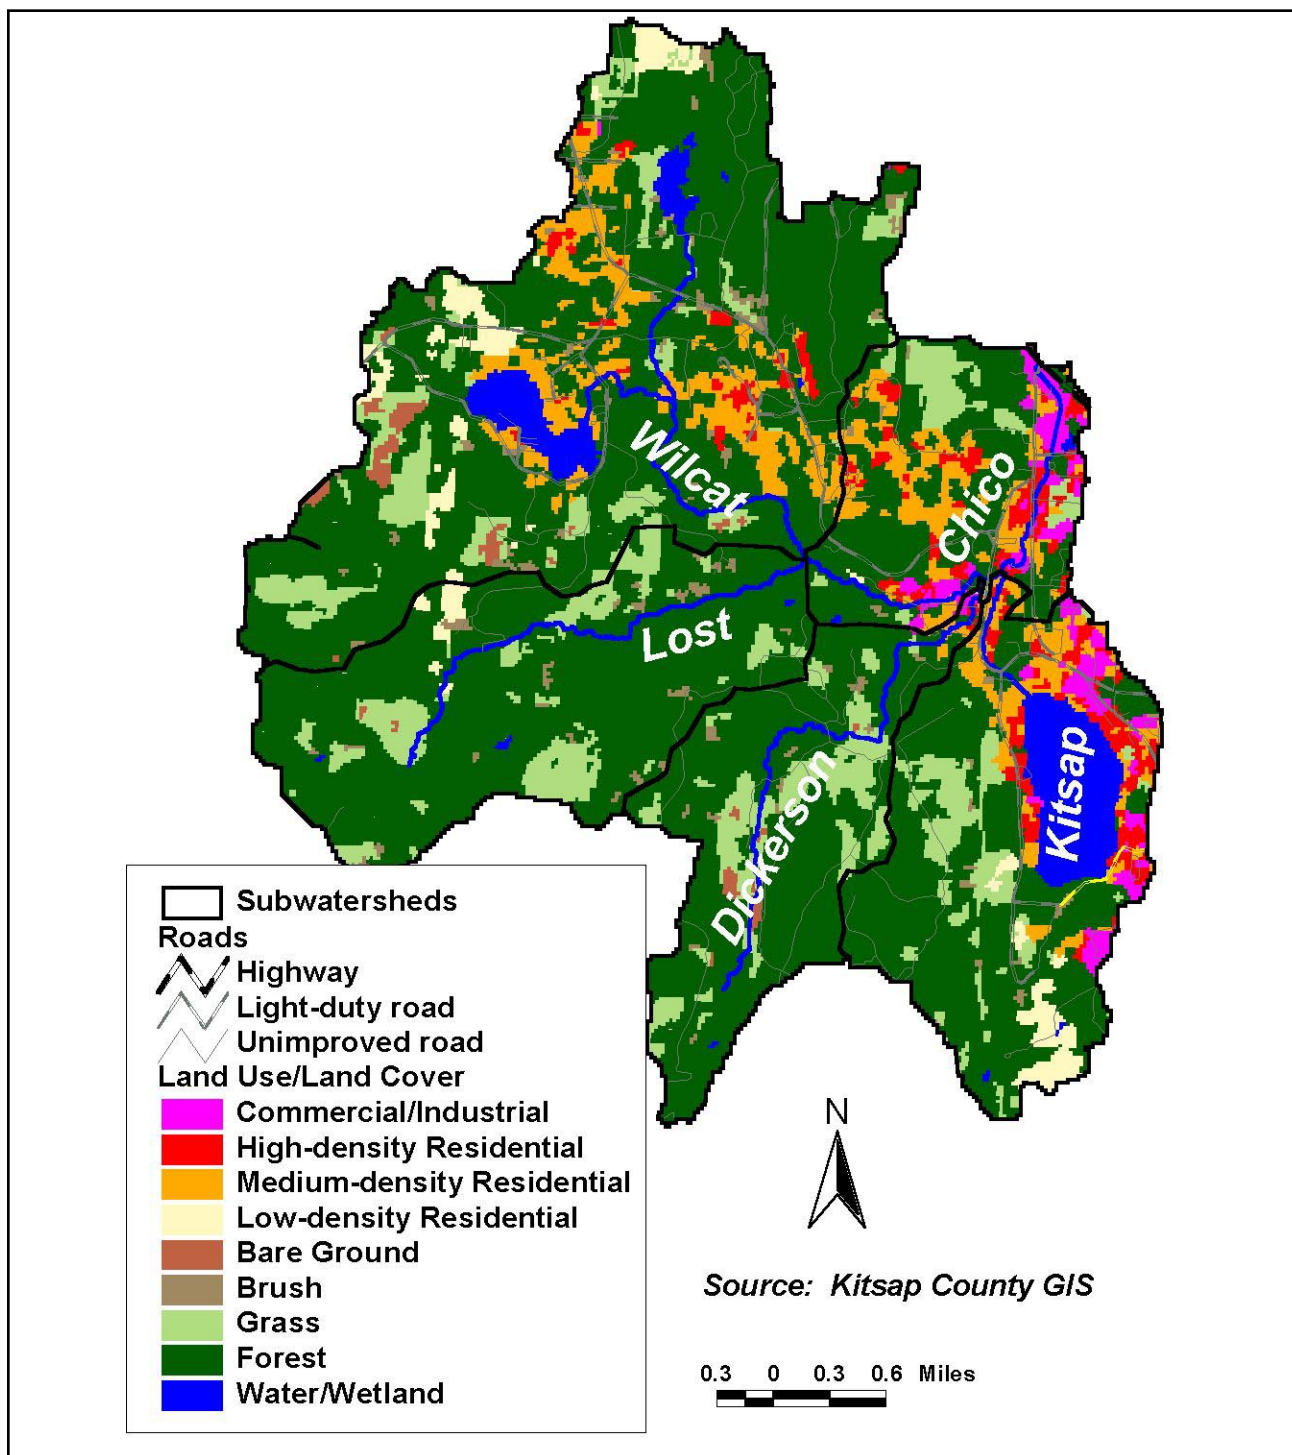 Wilcat
Chico
Lost
Kitsap
Dickerson
Subwatersheds
Roads
Highway
Light-duty road
Unimproved road
Land Use/Land Cover
Commercial/Industrial
High-density Residential
Medium-density Residential
Low-density Residential
Bare Ground
Brush
Grass
Forest
Water/Wetland
N
Source: Kitsap County GIS
0.3 0 0.3 0.6 Miles